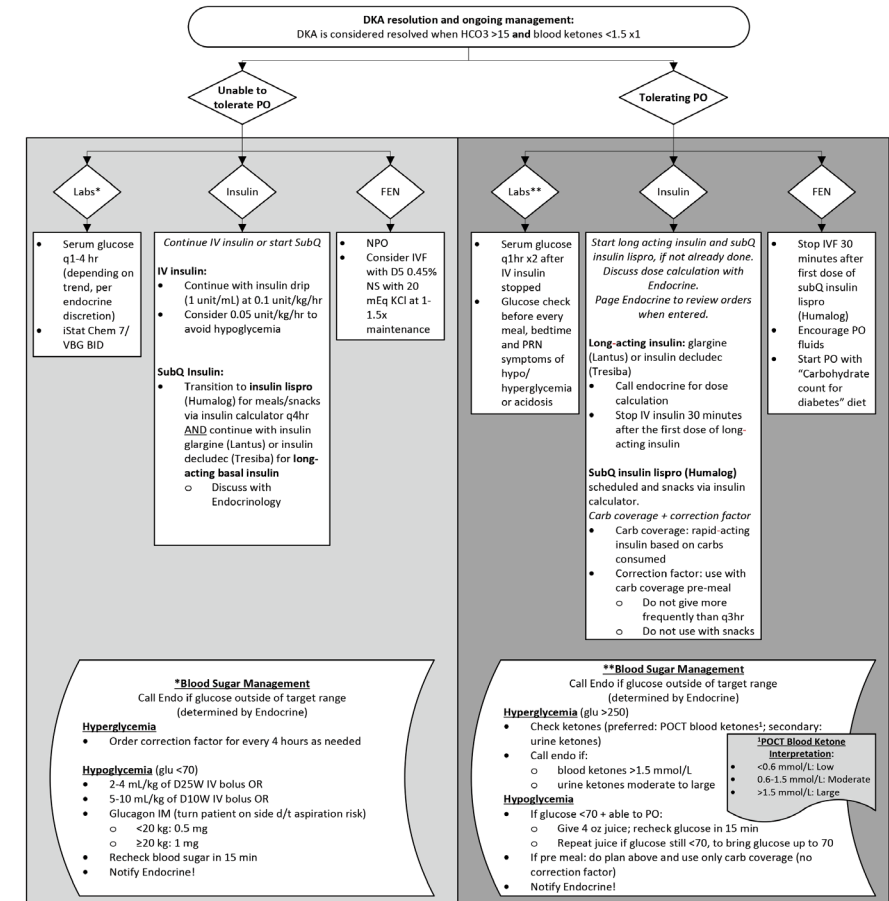 DKA resolution and ongoing management:
DKA is considered resolved when HCO3 >15 and blood ketones <1.5 x1
Unable to
tolerate PO
Tolerating PO
Labs*
Insulin
FEN
Labs**
Insulin
FEN
• Serum glucose
q1-4 hr
(depending on
trend, per
endocrine
discretion)
• iStat Chem 7/
VBG BID
Continue IV insulin or start SubQ
IV insulin:
• Continue with insulin drip
(1 unit/mL) at 0.1 unit/kg/hr
• Consider 0.05 unit/kg/hr to
avoid hypoglycemia
SubQ Insulin:
• Transition to insulin lispro
(Humalog) for meals/snacks
via insulin calculator q4hr
AND continue with insulin
glargine (Lantus) or insulin
decludec (Tresiba) for long-
acting basal insulin
o Discuss with
Endocrinology
• NPO
• Consider IVF
with D5 0.45%
NS with 20
mEq KCl at 1-
1.5x
maintenance
• Serum glucose
q1hr x2 after
IV insulin
stopped
• Glucose check
before every
meal, bedtime
and PRN
symptoms of
hypo/
hyperglycemia
or acidosis
Start long acting insulin and subQ
insulin lispro, if not already done.
Discuss dose calculation with
Endocrine.
Page Endocrine to review orders
when entered.
Long-acting insulin: glargine
(Lantus) or insulin decludec
(Tresiba)
• Call endocrine for dose
calculation
• Stop IV insulin 30 minutes
after the first dose of long-
acting insulin
SubQ insulin lispro (Humalog)
scheduled and snacks via insulin
calculator.
Carb coverage + correction factor
• Carb coverage: rapid-acting
insulin based on carbs
consumed
• Correction factor: use with
carb coverage pre-meal
o Do not give more
frequently than q3hr
o Do not use with snacks
• Stop IVF 30
minutes after
first dose of
subQ insulin
lispro
(Humalog)
• Encourage PO
fluids
• Start PO with
“Carbohydrate
count for
diabetes” diet
*Blood Sugar Management
Call Endo if glucose outside of target range
(determined by Endocrine)
Hyperglycemia
• Order correction factor for every 4 hours as needed
Hypoglycemia (glu <70)
• 2-4 mL/kg of D25W IV bolus OR
• 5-10 mL/kg of D10W IV bolus OR
• Glucagon IM (turn patient on side d/t aspiration risk)
o <20 kg: 0.5 mg
o ≥20 kg: 1 mg
• Recheck blood sugar in 15 min
• Notify Endocrine!
**Blood Sugar Management
Call Endo if glucose outside of target range
(determined by Endocrine)
Hyperglycemia (glu >250)
• Check ketones (preferred: POCT blood ketones¹; secondary:
urine ketones)
• Call endo if:
o blood ketones >1.5 mmol/L
o urine ketones moderate to large
Hypoglycemia
• If glucose <70 + able to PO:
o Give 4 oz juice; recheck glucose in 15 min
o Repeat juice if glucose still <70, to bring glucose up to 70
• If pre meal: do plan above and use only carb coverage (no
correction factor)
• Notify Endocrine!
¹POCT Blood Ketone
Interpretation:
• <0.6 mmol/L: Low
• 0.6-1.5 mmol/L: Moderate
• >1.5 mmol/L: Large